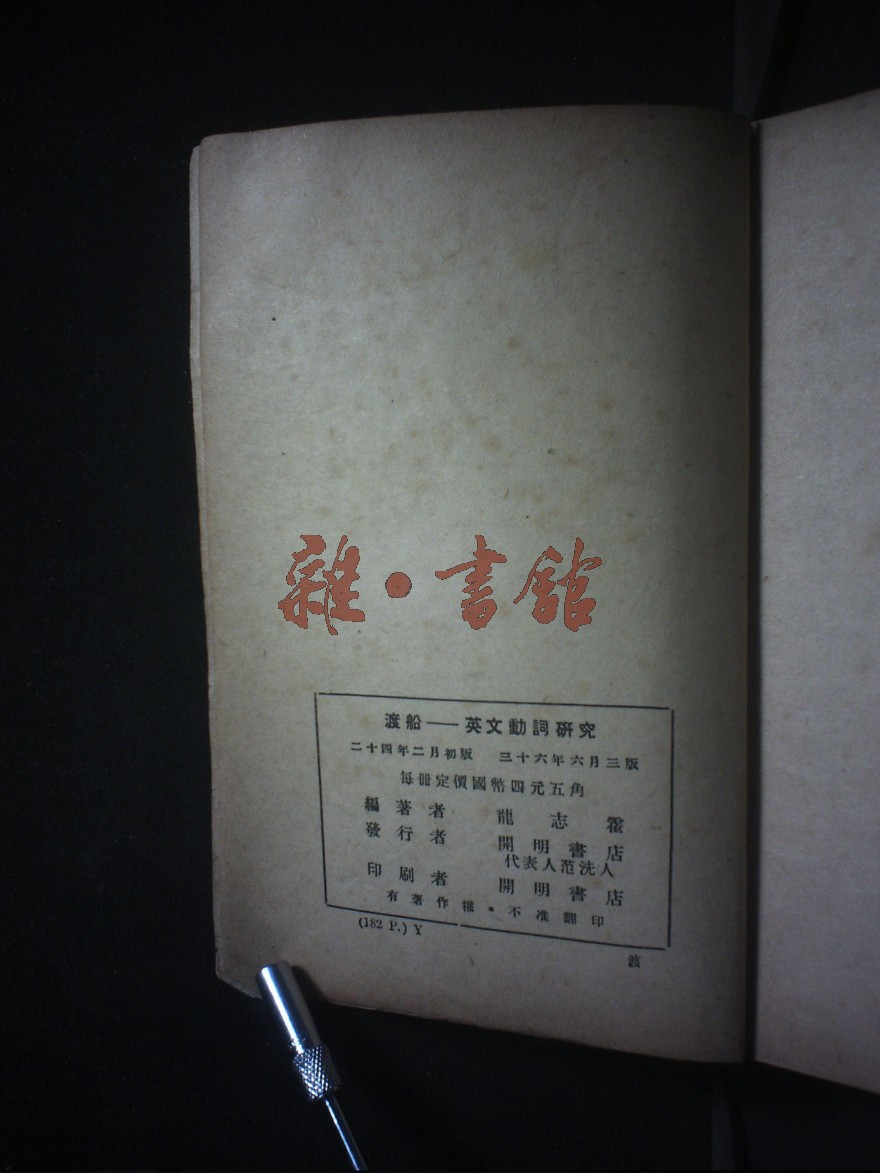 雜・書館
渡船——英文動詞研究
二十四年二月初版 三十六年六月三版
每冊定價國幣四元五角
編著者 龍志霍
發行者 開明書店
代表人范洗人
印刷者 開明書店
有著作權*不准翻印
(182 P.) Y
渡